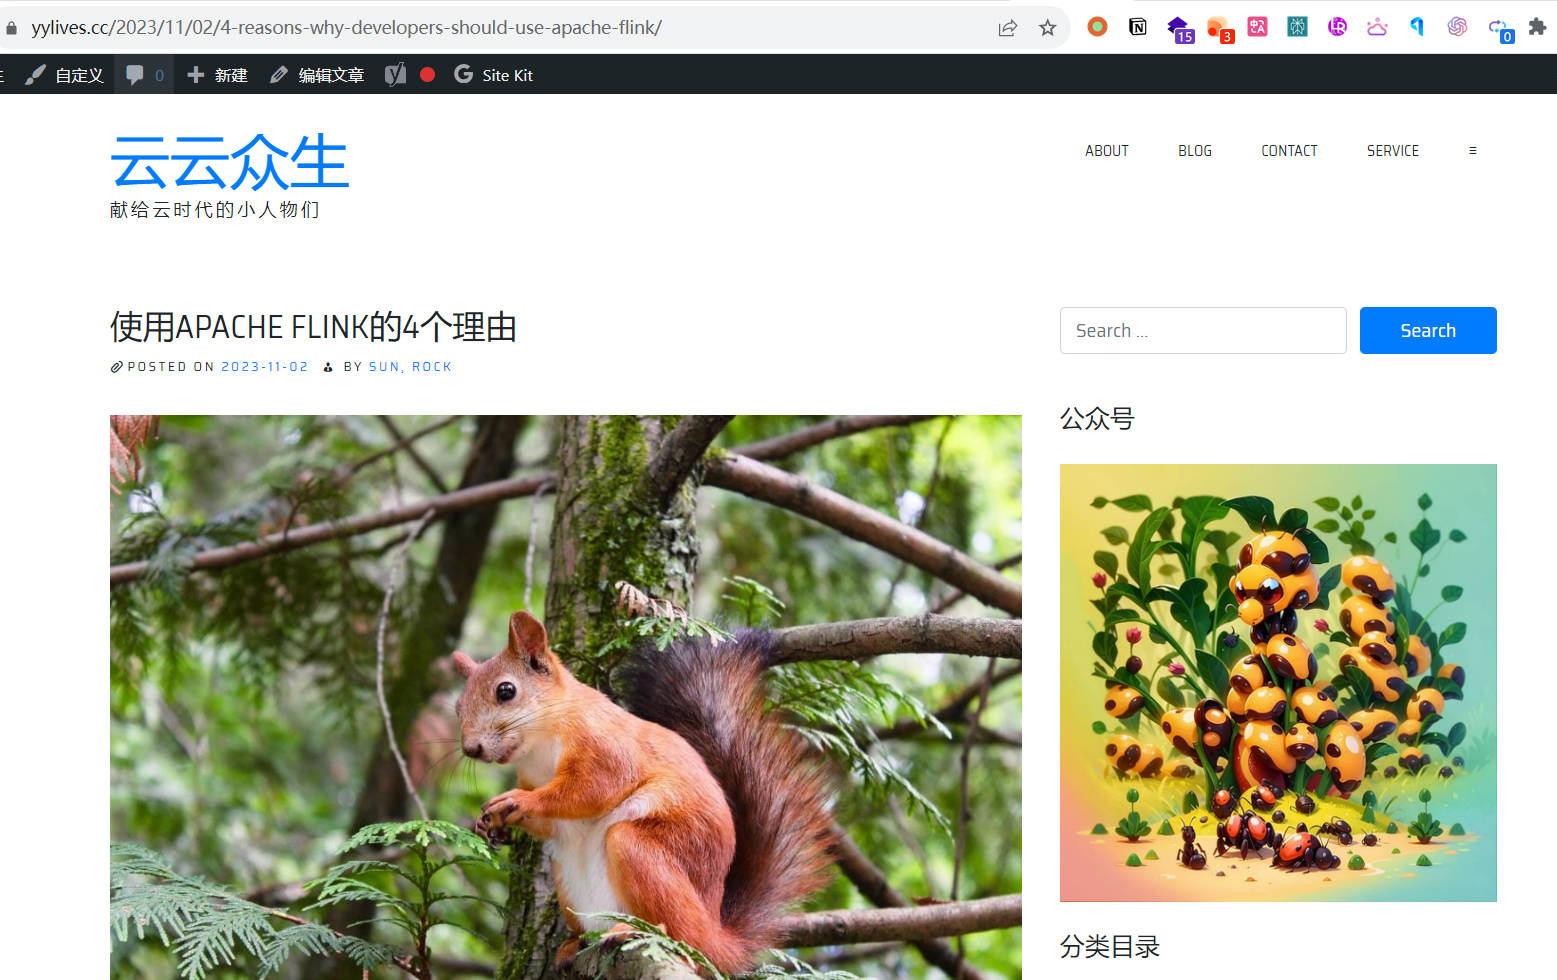 yylives.cc/2023/11/02/4-reasons-why-developers-should-use-apache-flink/
15
3
0
自定义
0
新建
编辑文章
Site Kit
云云众生
献给云时代的小人物们
ABOUT
BLOG
CONTACT
SERVICE
使用APACHE FLINK的4个理由
POSTED ON 2023-11-02 BY SUN, ROCK
Search ...
Search
公众号
分类目录